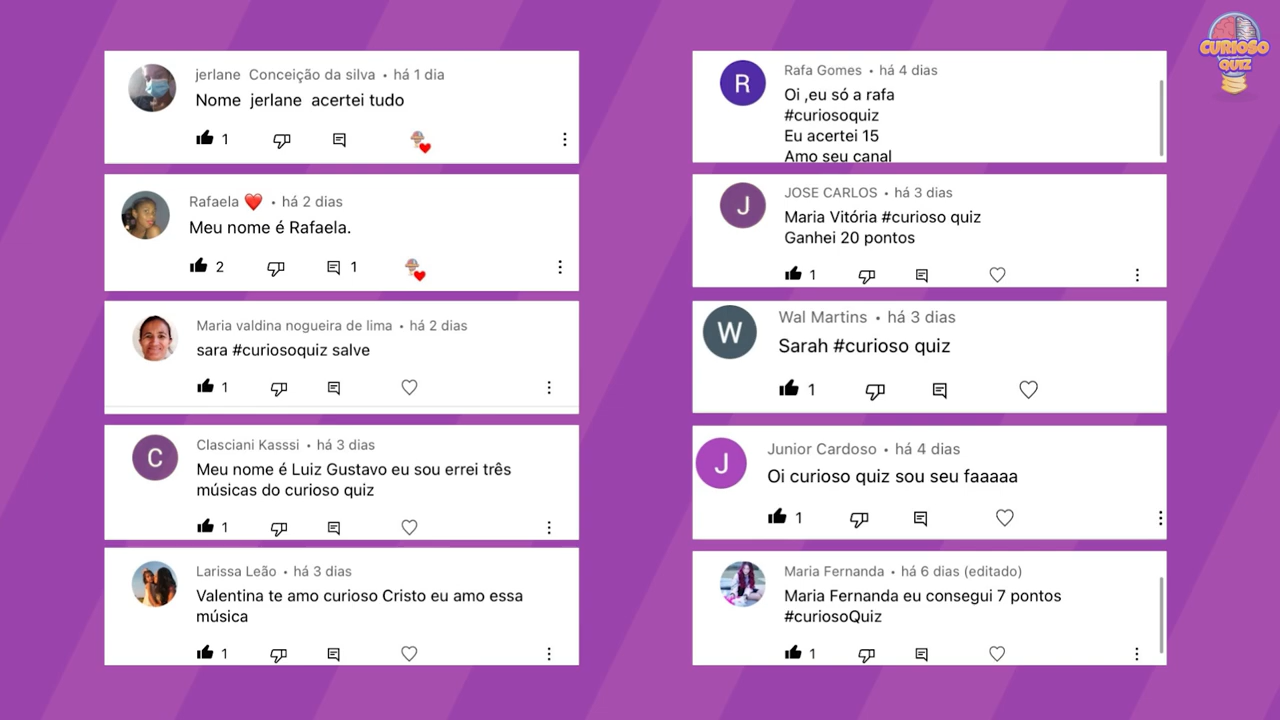 CURIOSO
QUIZ
jerlane Conceição da silva • há 1 dia
Nome jerlane acertei tudo
1
Rafaela ❤️ • há 2 dias
Meu nome é Rafaela.
2 1
Maria valdina nogueira de lima • há 2 dias
sara #curiosoquiz salve
1
C
Clasciani Kasssi • há 3 dias
Meu nome é Luiz Gustavo eu sou errei três
músicas do curioso quiz
1
Larissa Leão • há 3 dias
Valentina te amo curioso Cristo eu amo essa
música
1
R
Rafa Gomes • há 4 dias
Oi ,eu só a rafa
#curiosoquiz
Eu acertei 15
Amo seu canal
J
JOSE CARLOS • há 3 dias
Maria Vitória #curioso quiz
Ganhei 20 pontos
1
W
Wal Martins • há 3 dias
Sarah #curioso quiz
1
J
Junior Cardoso • há 4 dias
Oi curioso quiz sou seu faaaaa
1
Maria Fernanda • há 6 dias (editado)
Maria Fernanda eu consegui 7 pontos
#curiosoQuiz
1